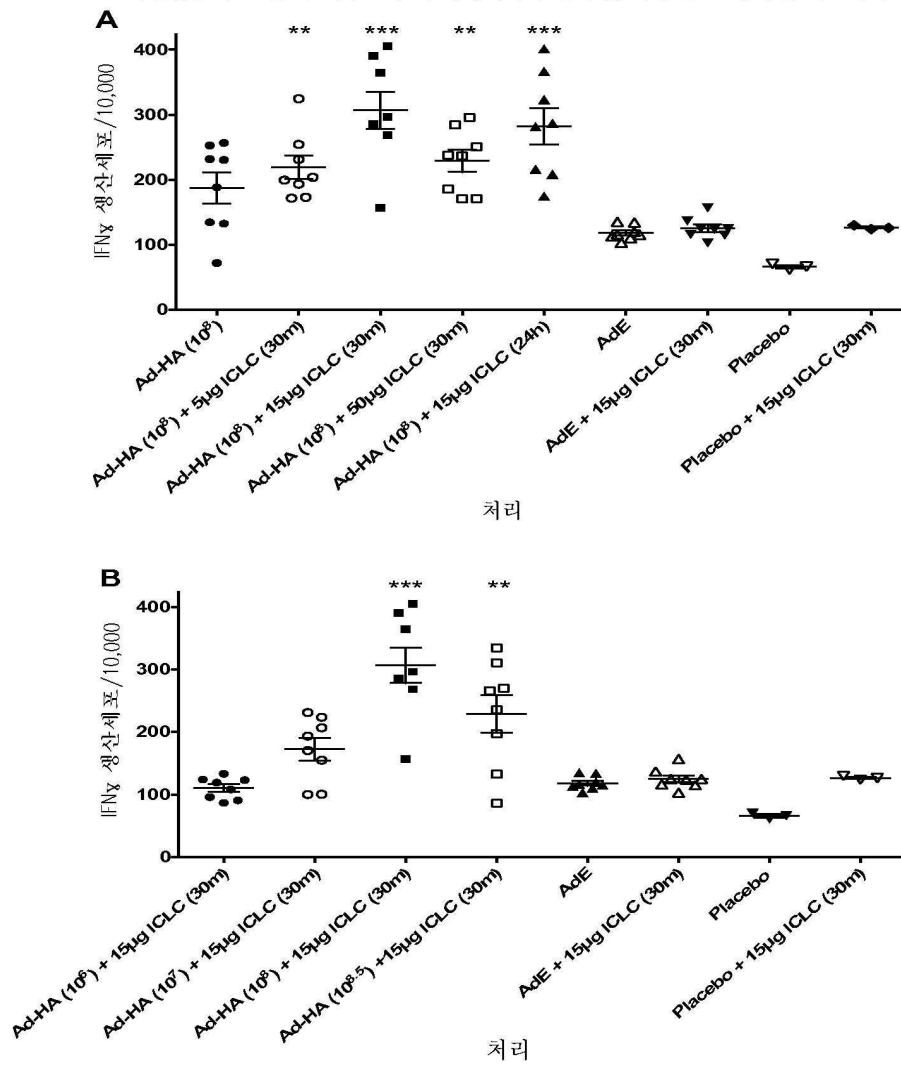 A
** *** ** ***
IFNγ 생산세포/10,000
400
300
200
100
0
Ad-HA (10⁸)
Ad-HA (10⁸) + 5µg ICLC (30m)
Ad-HA (10⁸) + 15µg ICLC (30m)
Ad-HA (10⁸) + 50µg ICLC (30m)
Ad-HA (10⁸) + 15µg ICLC (24h)
AdE
AdE + 15µg ICLC (30m)
Placebo
Placebo + 15µg ICLC (30m)
처리
B
*** **
IFNγ 생산세포/10,000
400
300
200
100
0
Ad-HA (10⁶) + 15µg ICLC (30m)
Ad-HA (10⁷) + 15µg ICLC (30m)
Ad-HA (10⁸) + 15µg ICLC (30m)
Ad-HA (10⁸·⁵) +15µg ICLC (30m)
AdE
AdE + 15µg ICLC (30m)
Placebo
Placebo + 15µg ICLC (30m)
처리